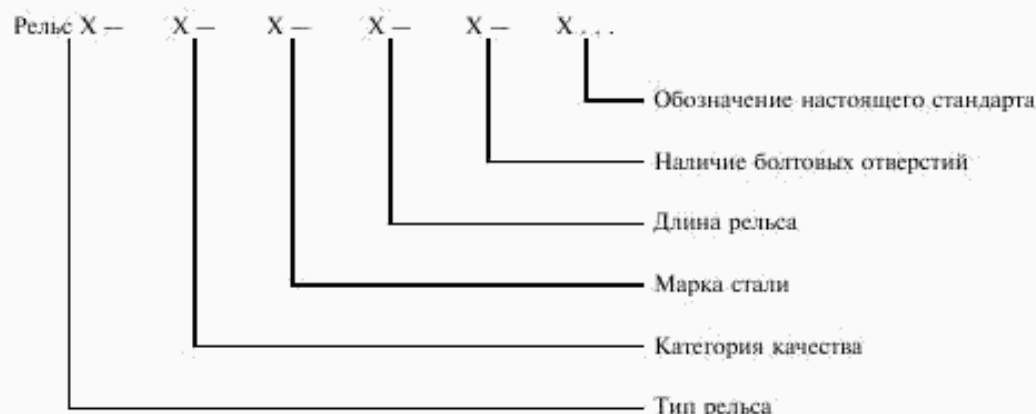 Рельс Х – Х – Х – Х – Х – Х . . .
Обозначение настоящего стандарта
Наличие болтовых отверстий
Длина рельса
Марка стали
Категория качества
Тип рельса